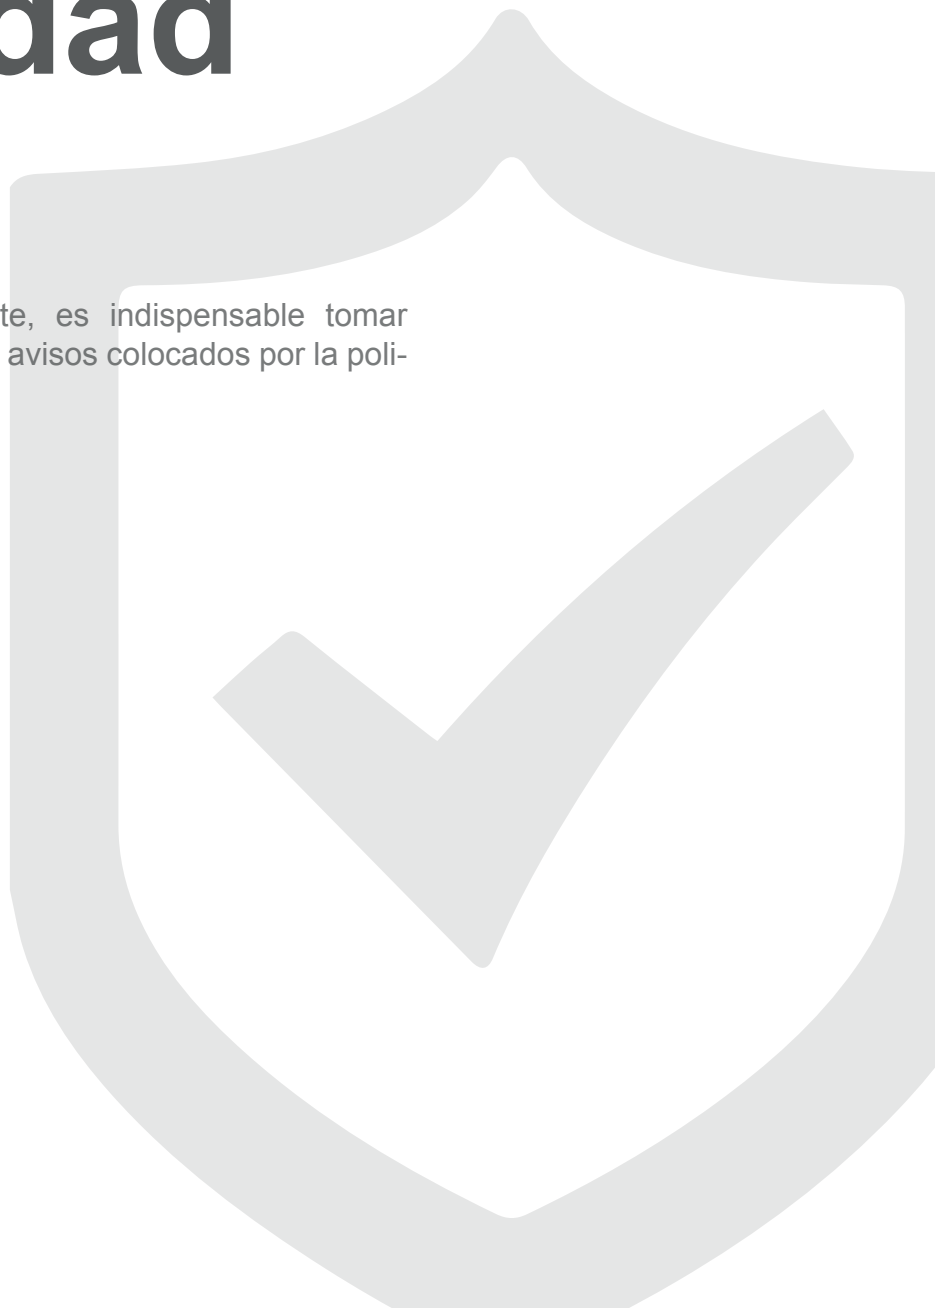 dad
te, es indispensable tomar
avisos colocados por la poli-